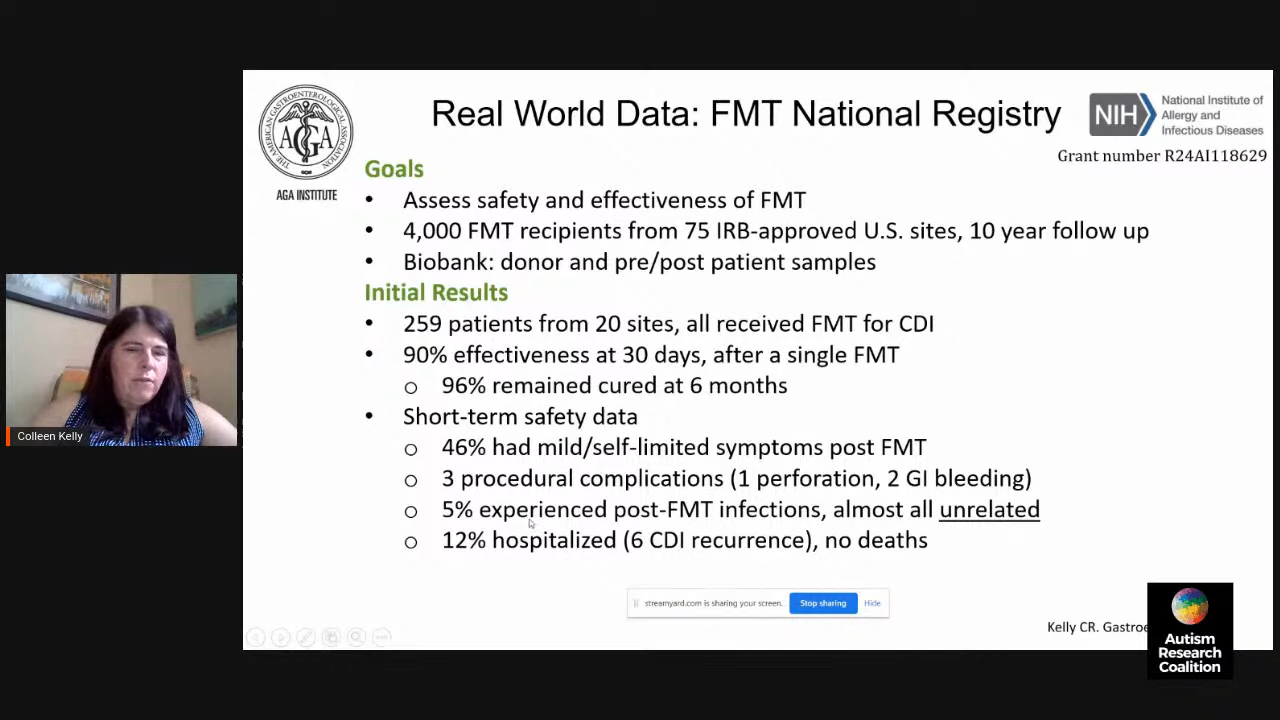 Real World Data: FMT National Registry
THE AMERICAN GASTROENTEROLOGICAL ASSOCIATION
AGA
AGA INSTITUTE
NIH
National Institute of
Allergy and
Infectious Diseases
Grant number R24AI118629
Goals
• Assess safety and effectiveness of FMT
• 4,000 FMT recipients from 75 IRB-approved U.S. sites, 10 year follow up
• Biobank: donor and pre/post patient samples
Initial Results
• 259 patients from 20 sites, all received FMT for CDI
• 90% effectiveness at 30 days, after a single FMT
o 96% remained cured at 6 months
• Short-term safety data
o 46% had mild/self-limited symptoms post FMT
o 3 procedural complications (1 perforation, 2 GI bleeding)
o 5% experienced post-FMT infections, almost all unrelated
o 12% hospitalized (6 CDI recurrence), no deaths
Colleen Kelly
streamyard.com is sharing your screen.
Stop sharing
Hide
Kelly CR. Gastroe
Autism
Research
Coalition